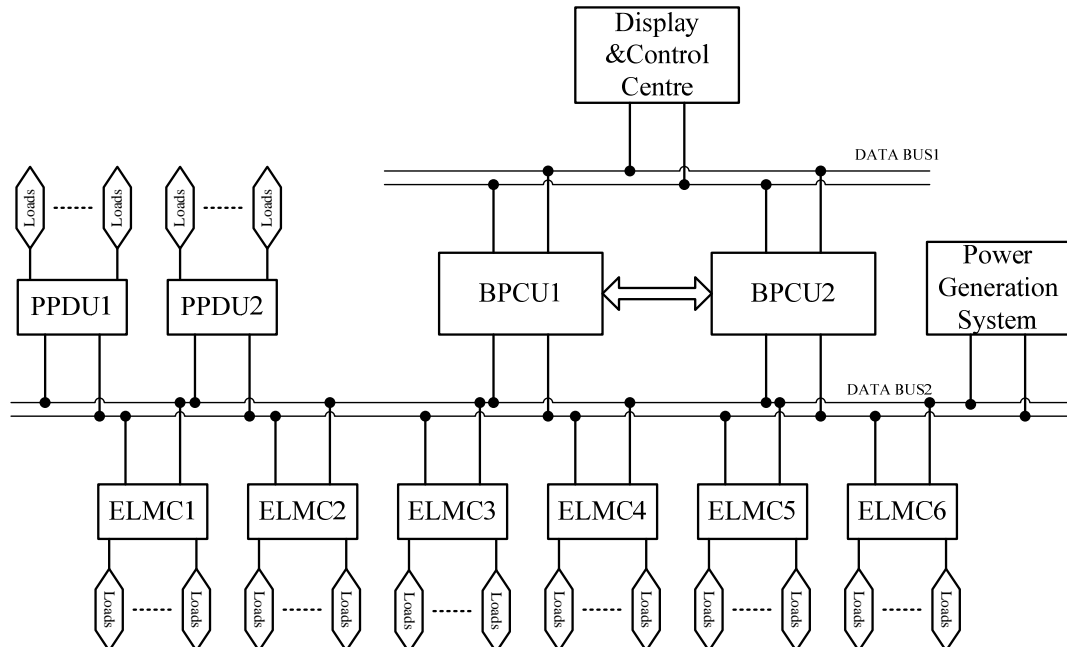 Display
&Control
Centre
DATA BUS1
Loads
Loads
Loads
Loads
PPDU1
PPDU2
BPCU1
BPCU2
Power
Generation
System
DATA BUS2
ELMC1
ELMC2
ELMC3
ELMC4
ELMC5
ELMC6
Loads
Loads
Loads
Loads
Loads
Loads
Loads
Loads
Loads
Loads
Loads
Loads